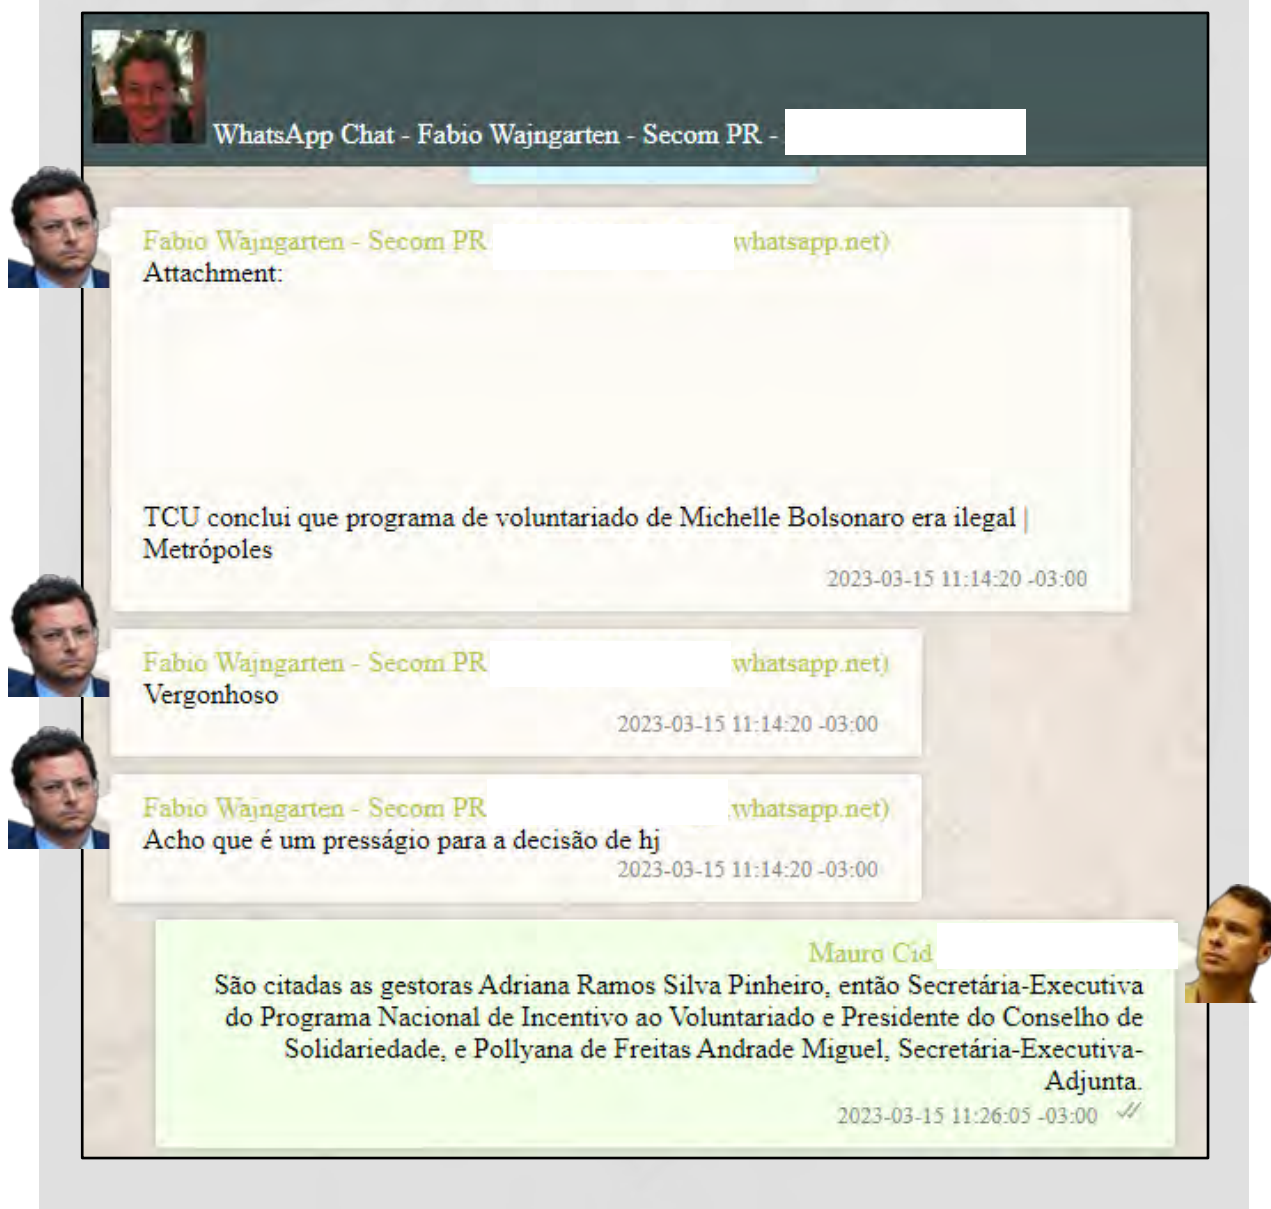 WhatsApp Chat - Fabio Wajngarten - Secom PR -
Fabio Wajngarten - Secom PR whatsapp.net)
Attachment:
TCU conclui que programa de voluntariado de Michelle Bolsonaro era ilegal |
Metrópoles
2023-03-15 11:14:20 -03:00
Fabio Wajngarten - Secom PR whatsapp.net)
Vergonhoso
2023-03-15 11:14:20 -03:00
Fabio Wajngarten - Secom PR whatsapp.net)
Acho que é um presságio para a decisão de hj
2023-03-15 11:14:20 -03:00
Mauro Cid
São citadas as gestoras Adriana Ramos Silva Pinheiro, então Secretária-Executiva
do Programa Nacional de Incentivo ao Voluntariado e Presidente do Conselho de
Solidariedade, e Pollyana de Freitas Andrade Miguel, Secretária-Executiva-
Adjunta.
2023-03-15 11:26:05 -03:00